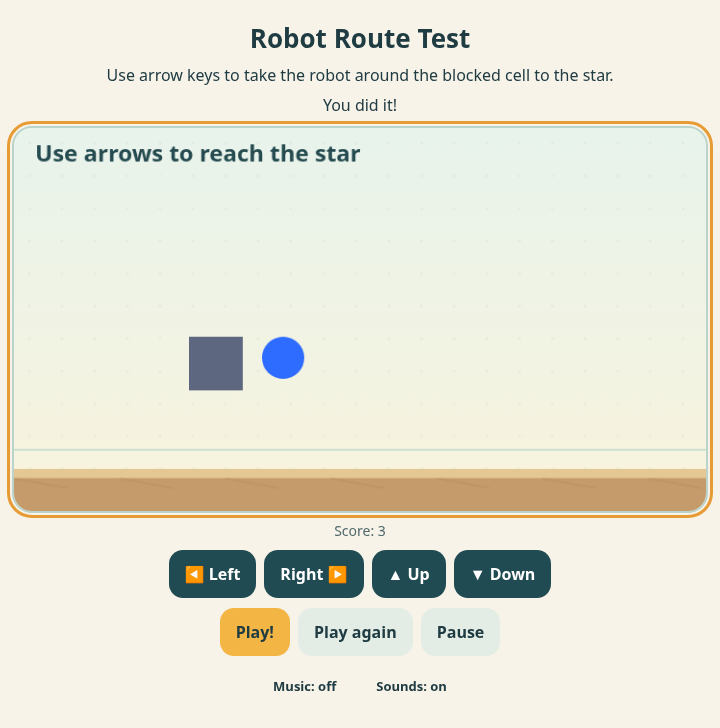 Robot Route Test
Use arrow keys to take the robot around the blocked cell to the star.
You did it!
Use arrows to reach the star
Score: 3
◀ Left Right ▶ ▲ Up ▼ Down
Play! Play again Pause
Music: off Sounds: on